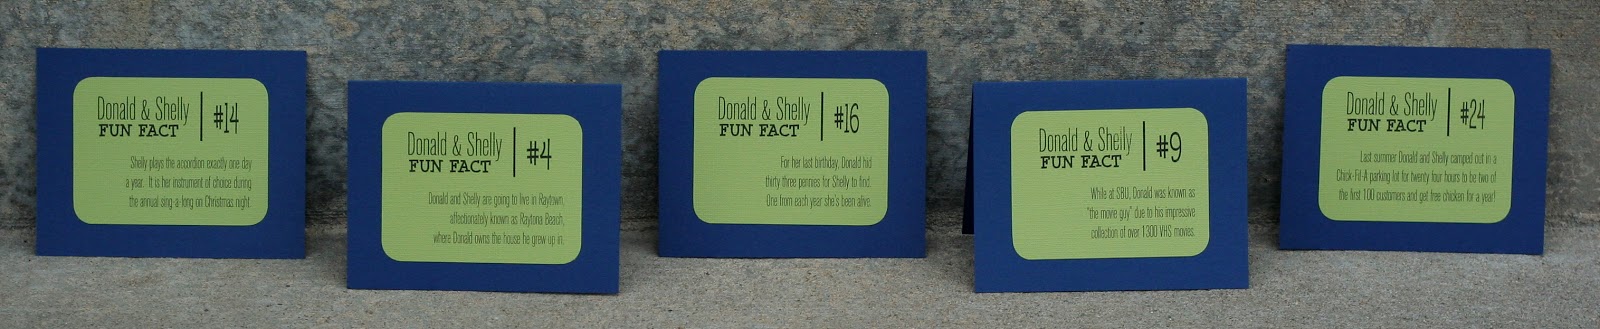 Donald & Shelly
FUN FACT
#14
Shelly plays the accordion exactly one day
a year. It is her instrument of choice during
the annual sing-a-long on Christmas night.
Donald & Shelly
FUN FACT
#4
Donald and Shelly are going to live in Raytown,
affectionately known as Raytona Beach,
where Donald owns the house he grew up in.
Donald & Shelly
FUN FACT
#16
For her last birthday, Donald hid
thirty three pennies for Shelly to find.
One from each year she's been alive.
Donald & Shelly
FUN FACT
#9
While at SBU, Donald was known as
"the movie guy" due to his impressive
collection of over 1300 VHS movies.
Donald & Shelly
FUN FACT
#24
Last summer Donald and Shelly camped out in a
Chick-Fil-A parking lot for twenty four hours to be two of
the first 100 customers and get free chicken for a year!